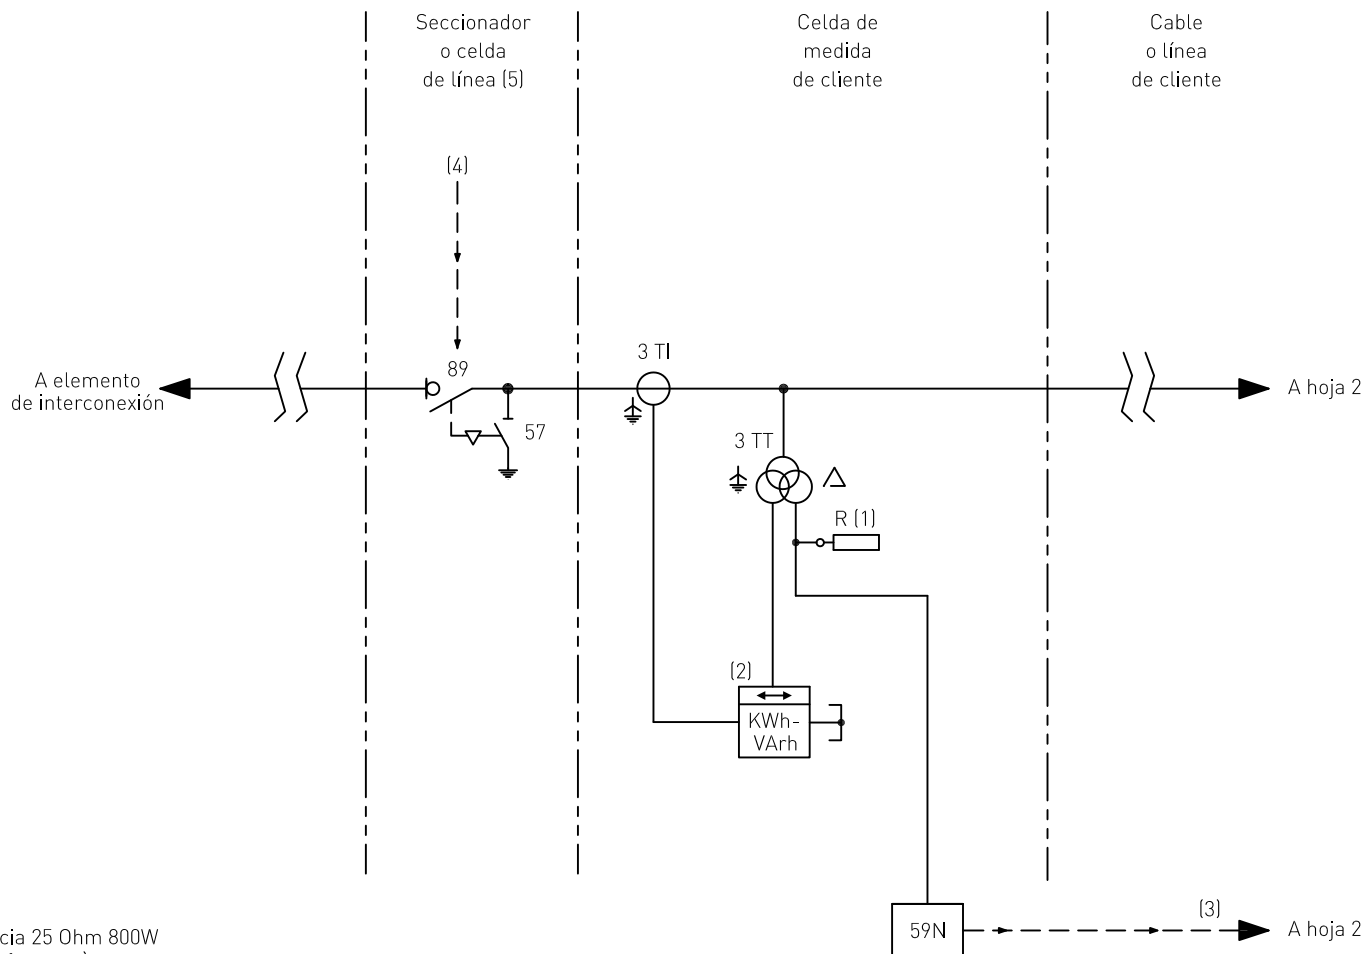 Seccionador
o celda
de línea (5)
Celda de
medida
de cliente
Cable
o línea
de cliente
(4)
3 TI
89
A elemento
de interconexión
A hoja 2
57
3 TT
R (1)
(2)
KWh-
VArh
(3)
59N
A hoja 2
cia 25 Ohm 800W